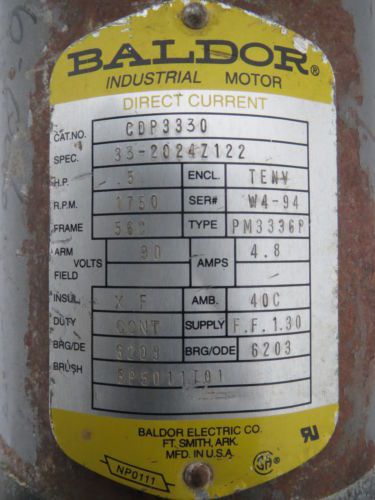 BALDOR®
INDUSTRIAL MOTOR
DIRECT CURRENT
CAT.NO. CDP3330
SPEC. 33-2024Z122
H.P. .5 ENCL. TENV
R.P.M. 1750 SER# W4-94
FRAME 56C TYPE PM3336P
ARM VOLTS 90 AMPS 4.8
FIELD
INSUL. X F AMB. 40C
DUTY CONT SUPPLY F.F.1.30
BRG/DE 6203 BRG/ODE 6203
BRUSH
BALDOR ELECTRIC CO.
FT. SMITH, ARK.
MFD. IN U.S.A.
NP0111